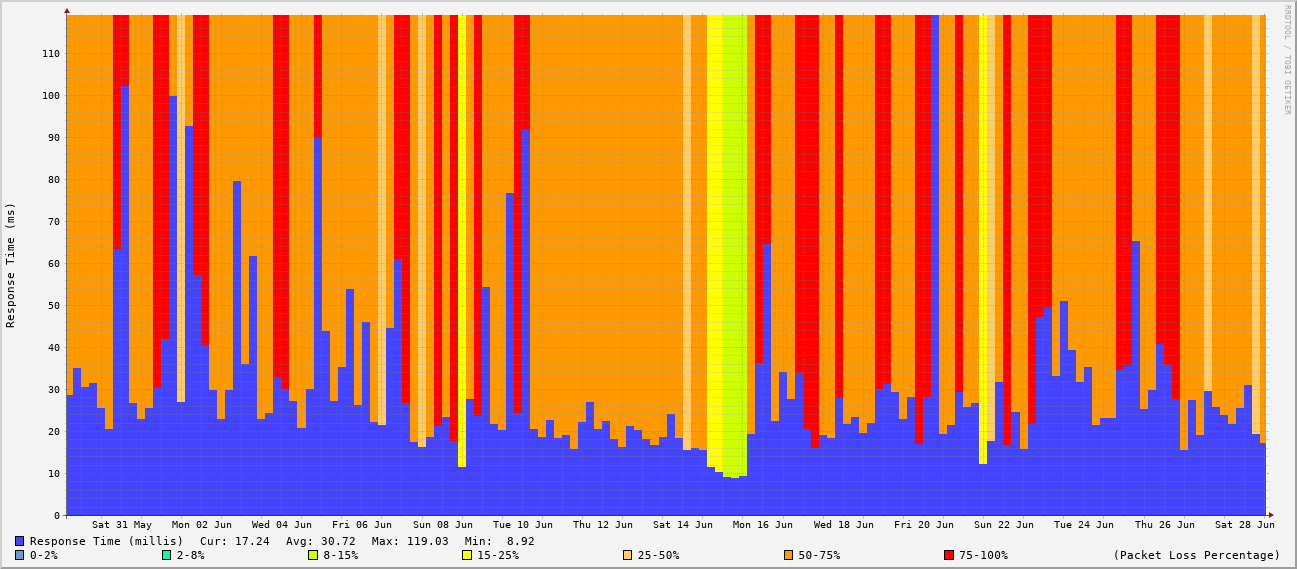 RRDTOOL / TOBI OETIKER
Response Time (ms)
110
100
90
80
70
60
50
40
30
20
10
0
Sat 31 May Mon 02 Jun Wed 04 Jun Fri 06 Jun Sun 08 Jun Tue 10 Jun Thu 12 Jun Sat 14 Jun Mon 16 Jun Wed 18 Jun Fri 20 Jun Sun 22 Jun Tue 24 Jun Thu 26 Jun Sat 28 Jun
Response Time (millis) Cur: 17.24 Avg: 30.72 Max: 119.03 Min: 8.92
0-2% 2-8% 8-15% 15-25% 25-50% 50-75% 75-100% (Packet Loss Percentage)